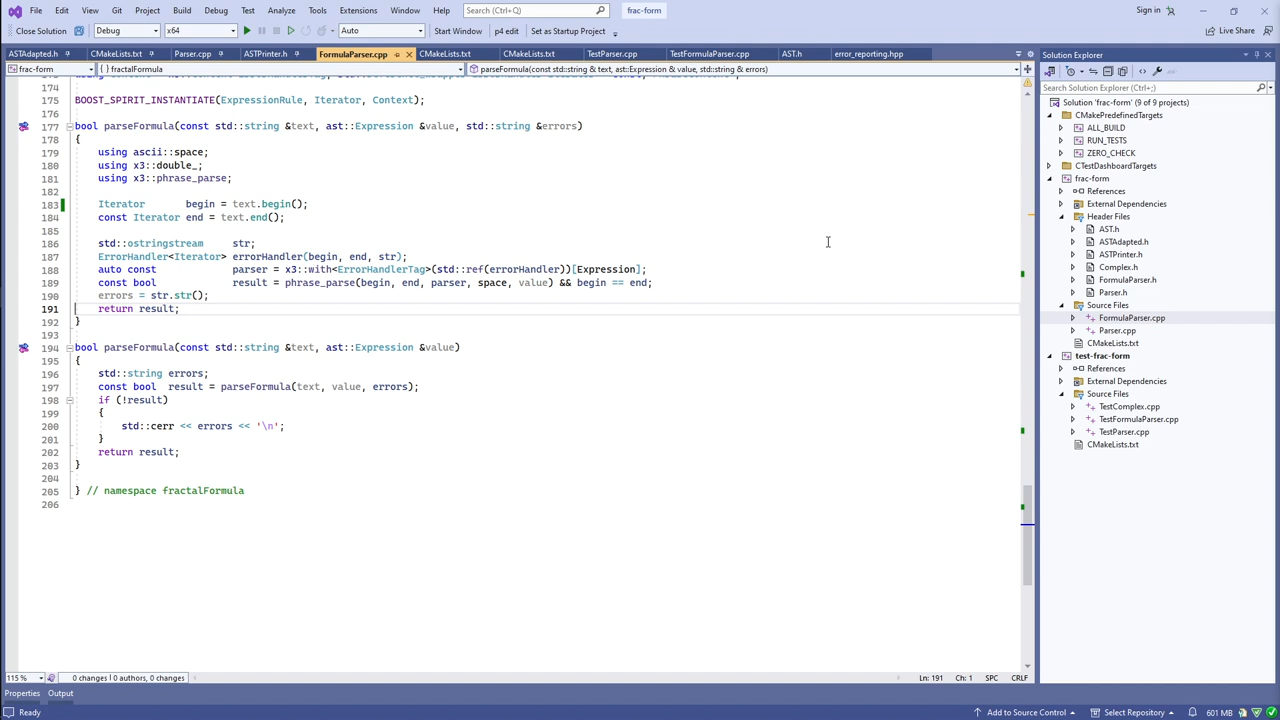 File Edit View Git Project Build Debug Test Analyze Tools Extensions Window Help Search (Ctrl+Q) frac-form Sign in
Close Solution Debug x64 Auto Start Window p4 edit Set as Startup Project Live Share
ASTAdapted.h CMakeLists.txt Parser.cpp ASTPrinter.h FormulaParser.cpp CMakeLists.txt CMakeLists.txt TestParser.cpp TestFormulaParser.cpp AST.h error_reporting.hpp
frac-form { } fractalFormula parseFormula(const std::string & text, ast::Expression & value, std::string & errors)
174
175 BOOST_SPIRIT_INSTANTIATE(ExpressionRule, Iterator, Context);
176
177 bool parseFormula(const std::string &text, ast::Expression &value, std::string &errors)
178 {
179 using ascii::space;
180 using x3::double_;
181 using x3::phrase_parse;
182
183 Iterator begin = text.begin();
184 const Iterator end = text.end();
185
186 std::ostringstream str;
187 ErrorHandler<Iterator> errorHandler(begin, end, str);
188 auto const parser = x3::with<ErrorHandlerTag>(std::ref(errorHandler))[Expression];
189 const bool result = phrase_parse(begin, end, parser, space, value) && begin == end;
190 errors = str.str();
191 return result;
192 }
193
194 bool parseFormula(const std::string &text, ast::Expression &value)
195 {
196 std::string errors;
197 const bool result = parseFormula(text, value, errors);
198 if (!result)
199 {
200 std::cerr << errors << '\n';
201 }
202 return result;
203 }
204
205 } // namespace fractalFormula
206
115 % 0 changes | 0 authors, 0 changes Ln: 191 Ch: 1 SPC CRLF
Properties Output
Ready Add to Source Control Select Repository 601 MB
Solution Explorer
Search Solution Explorer (Ctrl+;)
Solution 'frac-form' (9 of 9 projects)
CMakePredefinedTargets
ALL_BUILD
RUN_TESTS
ZERO_CHECK
CTestDashboardTargets
frac-form
References
External Dependencies
Header Files
AST.h
ASTAdapted.h
ASTPrinter.h
Complex.h
FormulaParser.h
Parser.h
Source Files
FormulaParser.cpp
Parser.cpp
CMakeLists.txt
test-frac-form
References
External Dependencies
Source Files
TestComplex.cpp
TestFormulaParser.cpp
TestParser.cpp
CMakeLists.txt